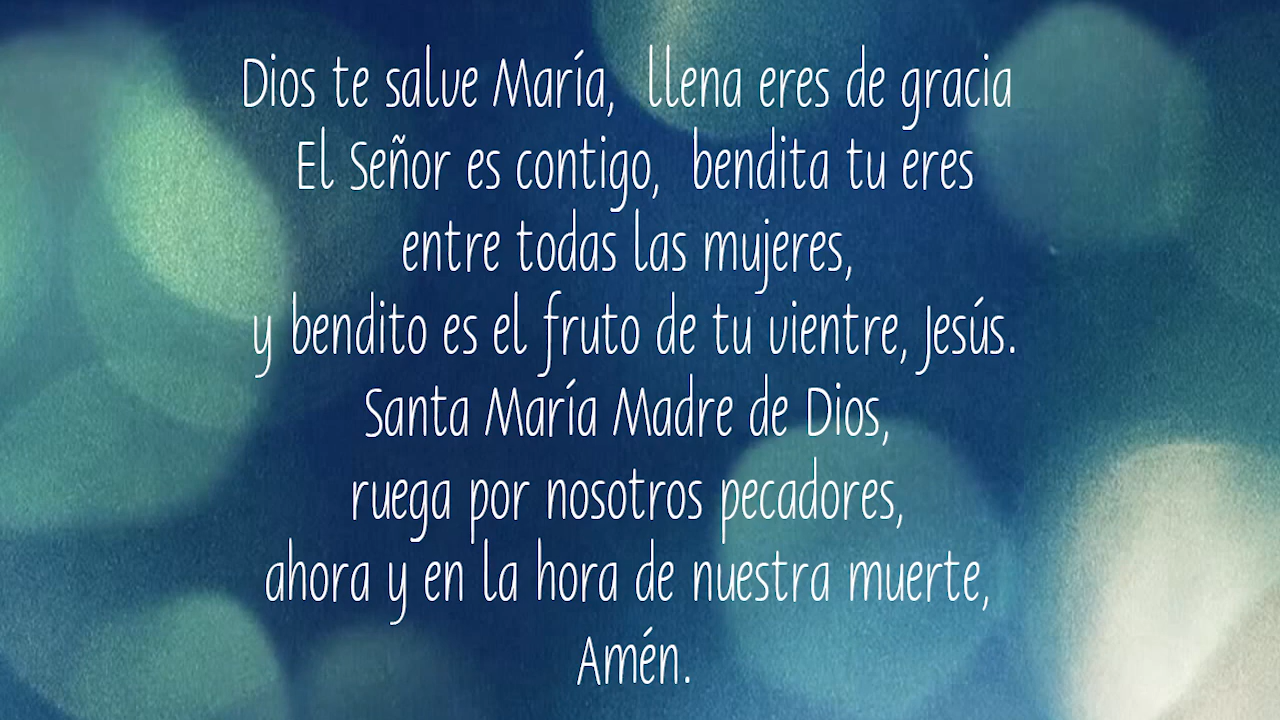 Dios te salve María, llena eres de gracia
El Señor es contigo, bendita tu eres
entre todas las mujeres,
y bendito es el fruto de tu vientre, Jesús.
Santa María Madre de Dios,
ruega por nosotros pecadores,
ahora y en la hora de nuestra muerte,
Amén.